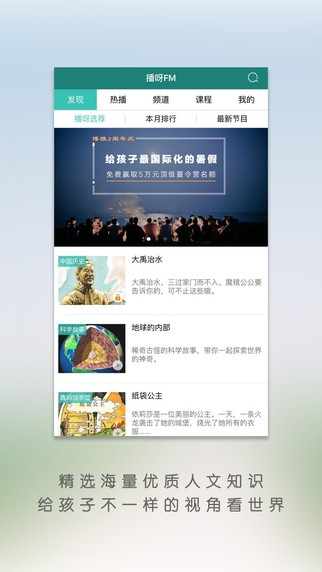 播呀FM
发现 热播 频道 课程 我的
播呀选荐 本月排行 最新节目
博雅2周年庆
给孩子最国际化的暑假
免费赢取5万元顶级夏令营名额
中国历史
大禹治水
大禹治水，三过家门而不入。魔镜公公要
告诉你的，可不止这些哦。
科学故事
地球的内部
稀奇古怪的科学故事，带你一起探索世界
的神奇。
纸袋公主
纸袋公主
依莉莎是一位美丽的公主。一天，一条火
龙袭击了她的城堡，烧光了她所有的衣
服...
精选海量优质人文知识
给孩子不一样的视角看世界